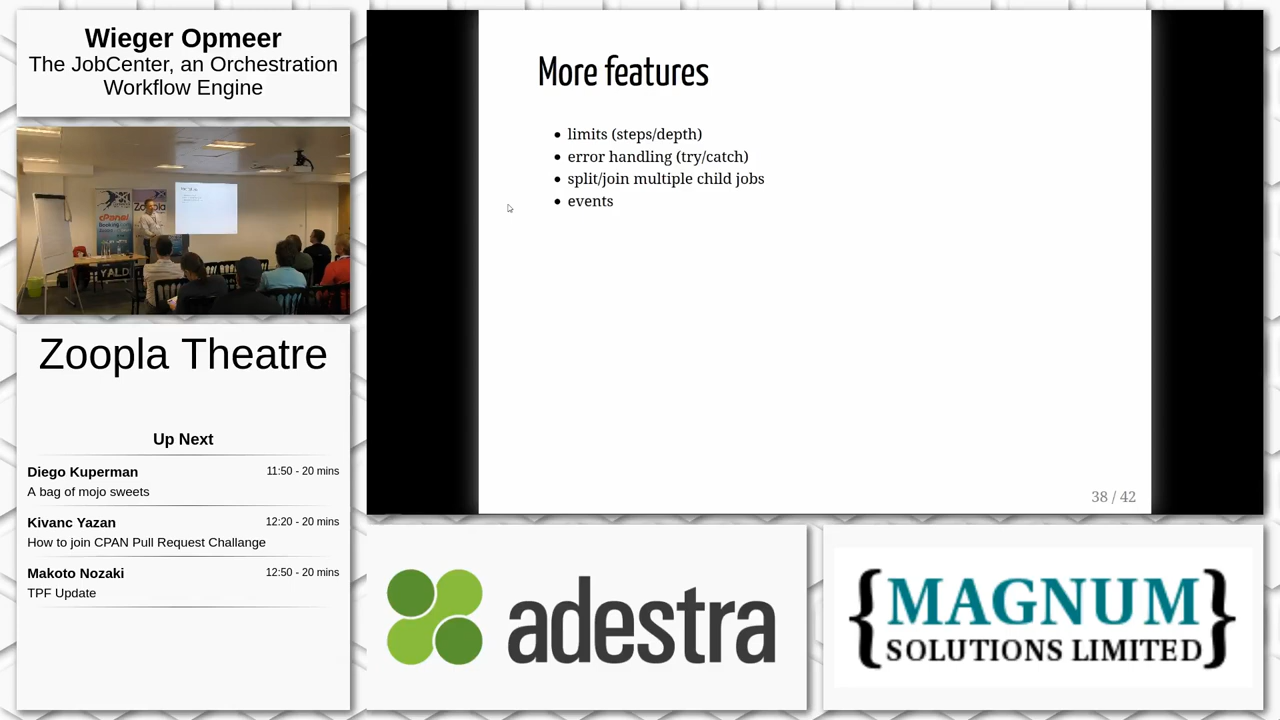 Wieger Opmeer
The JobCenter, an Orchestration
Workflow Engine
More features
• limits (steps/depth)
• error handling (try/catch)
• split/join multiple child jobs
• events
38 / 42
cPanel
Zoopla
YALD
Zoopla Theatre
Up Next
Diego Kuperman 11:50 - 20 mins
A bag of mojo sweets
Kivanc Yazan 12:20 - 20 mins
How to join CPAN Pull Request Challange
Makoto Nozaki 12:50 - 20 mins
TPF Update
adestra
{MAGNUM}
SOLUTIONS LIMITED